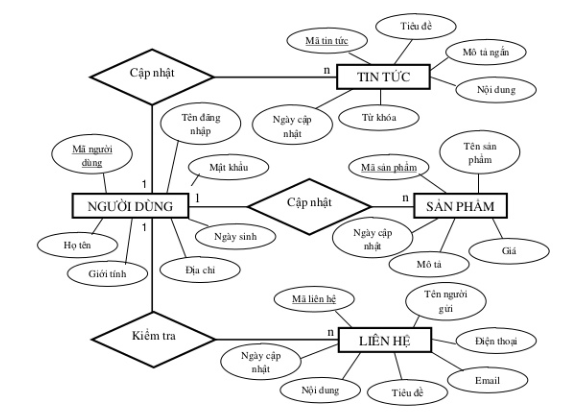 Tiêu đề
Mã tin tức
Mô tả ngắn
Cập nhật
n
TIN TỨC
Nội dung
Ngày cập
nhật
Từ khóa
Tên đăng
nhập
Mã người
dùng
Mật khẩu
1
NGƯỜI DÙNG
1
1
Họ tên
Giới tính
Địa chỉ
Ngày sinh
Cập nhật
n
SẢN PHẨM
Mã sản phẩm
Tên sản
phẩm
Ngày cập
nhật
Mô tả
Giá
Kiểm tra
n
LIÊN HỆ
Mã liên hệ
Tên người
gửi
Điện thoại
Email
Tiêu đề
Nội dung
Ngày cập
nhật